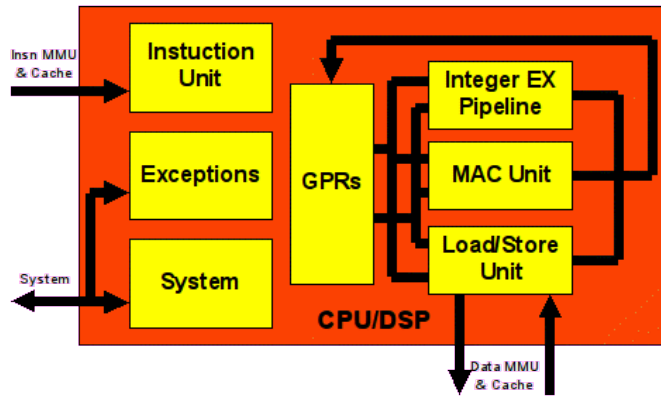 Insn MMU
& Cache
Instuction
Unit
Exceptions
System
System
GPRs
Integer EX
Pipeline
MAC Unit
Load/Store
Unit
CPU/DSP
Data MMU
& Cache